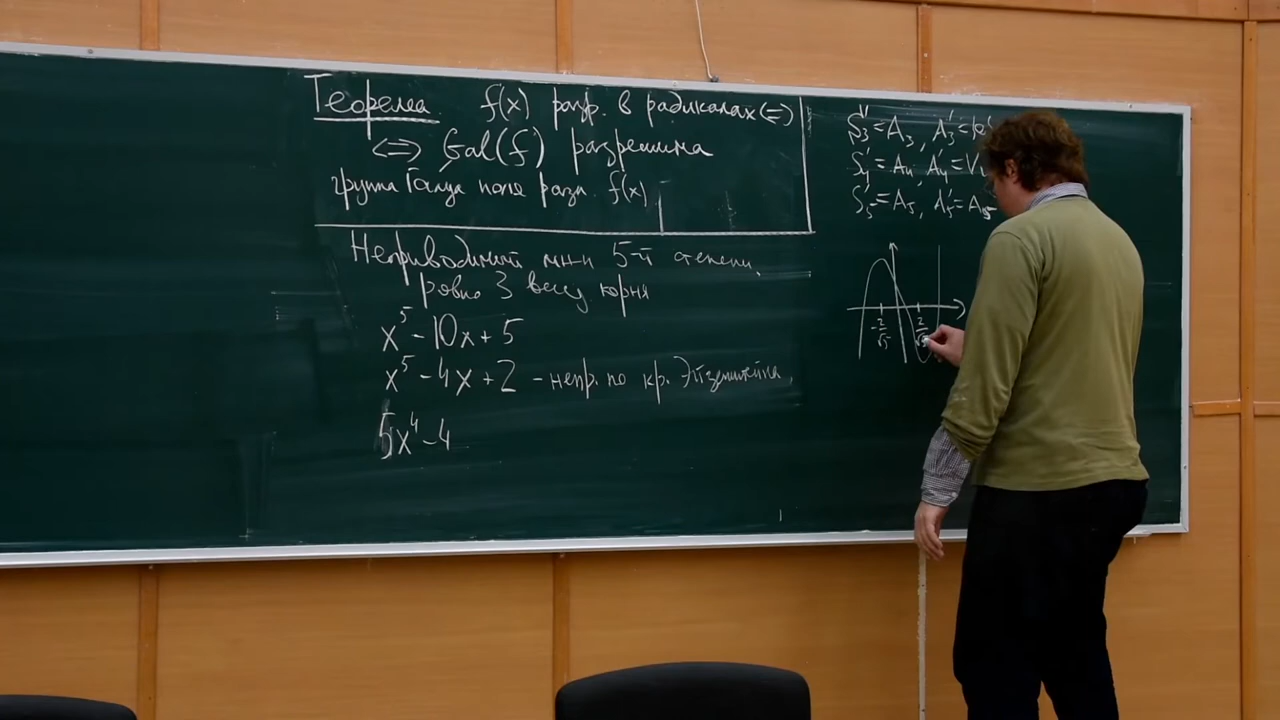 Теорема f(x) разр. в радикалах (=)
<=> Gal(f) разрешима
группа Галуа поля разл. f(x)
Неприводимый мн-н 5-й степени,
ровно 3 вещ корня
x⁵ - 10x + 5
x⁵ - 4x + 2 - непр. по кр. Эйзенштейна,
5x⁴ - 4
S₃' = A₃, A₃' =
S₄' = A₄, A₄' = V
S₅' = A₅, A₅' = A₅